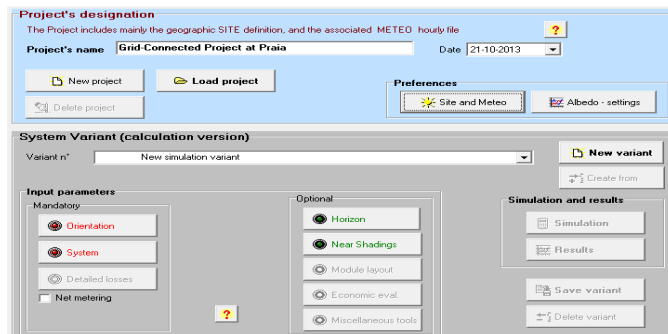 Project's designation
The Project includes mainly the geographic SITE definition, and the associated METEO hourly file
?
Project's name Grid-Connected Project at Praia Date 21-10-2013
New project Load project
Delete project
Preferences
Site and Meteo Albedo - settings
System Variant (calculation version)
Variant n° New simulation variant
New variant
Create from
Input parameters
Mandatory
Orientation
System
Detailed losses
Net metering
?
Optional
Horizon
Near Shadings
Module layout
Economic eval.
Miscellaneous tools
Simulation and results
Simulation
Results
Save variant
Delete variant